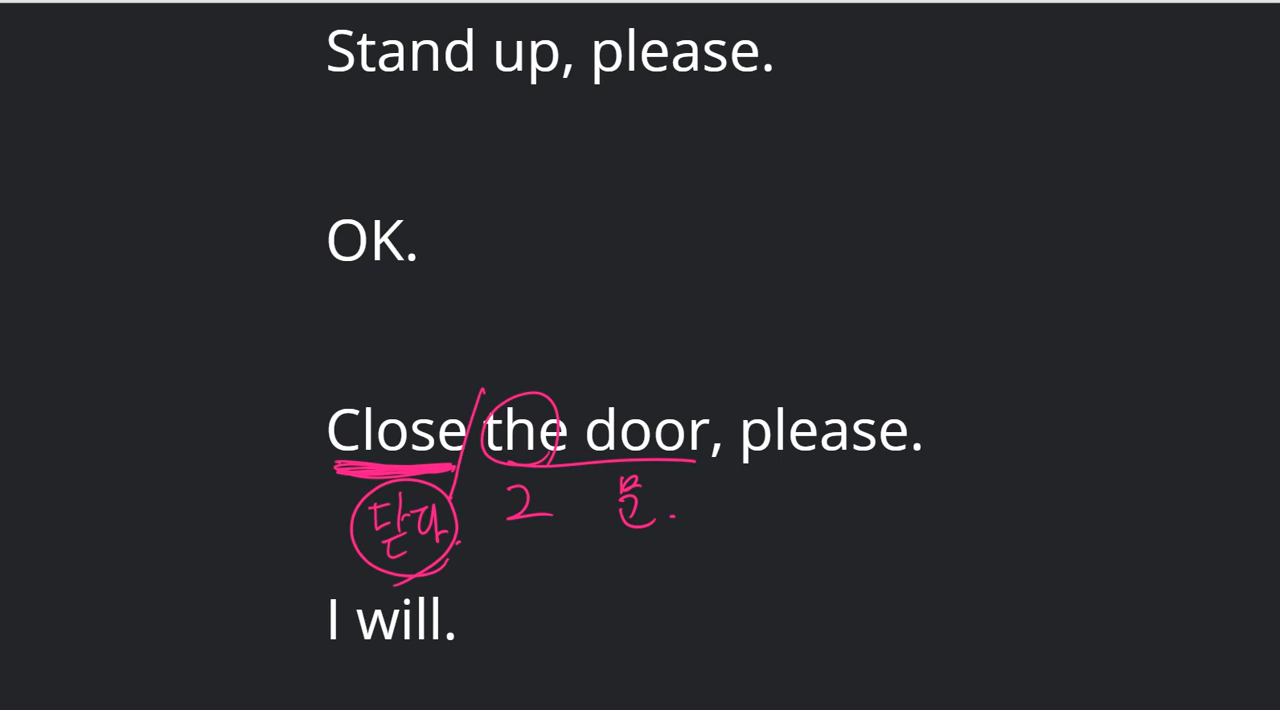 Stand up, please.
OK.
Close the door, please.
닫다. 그 문.
I will.